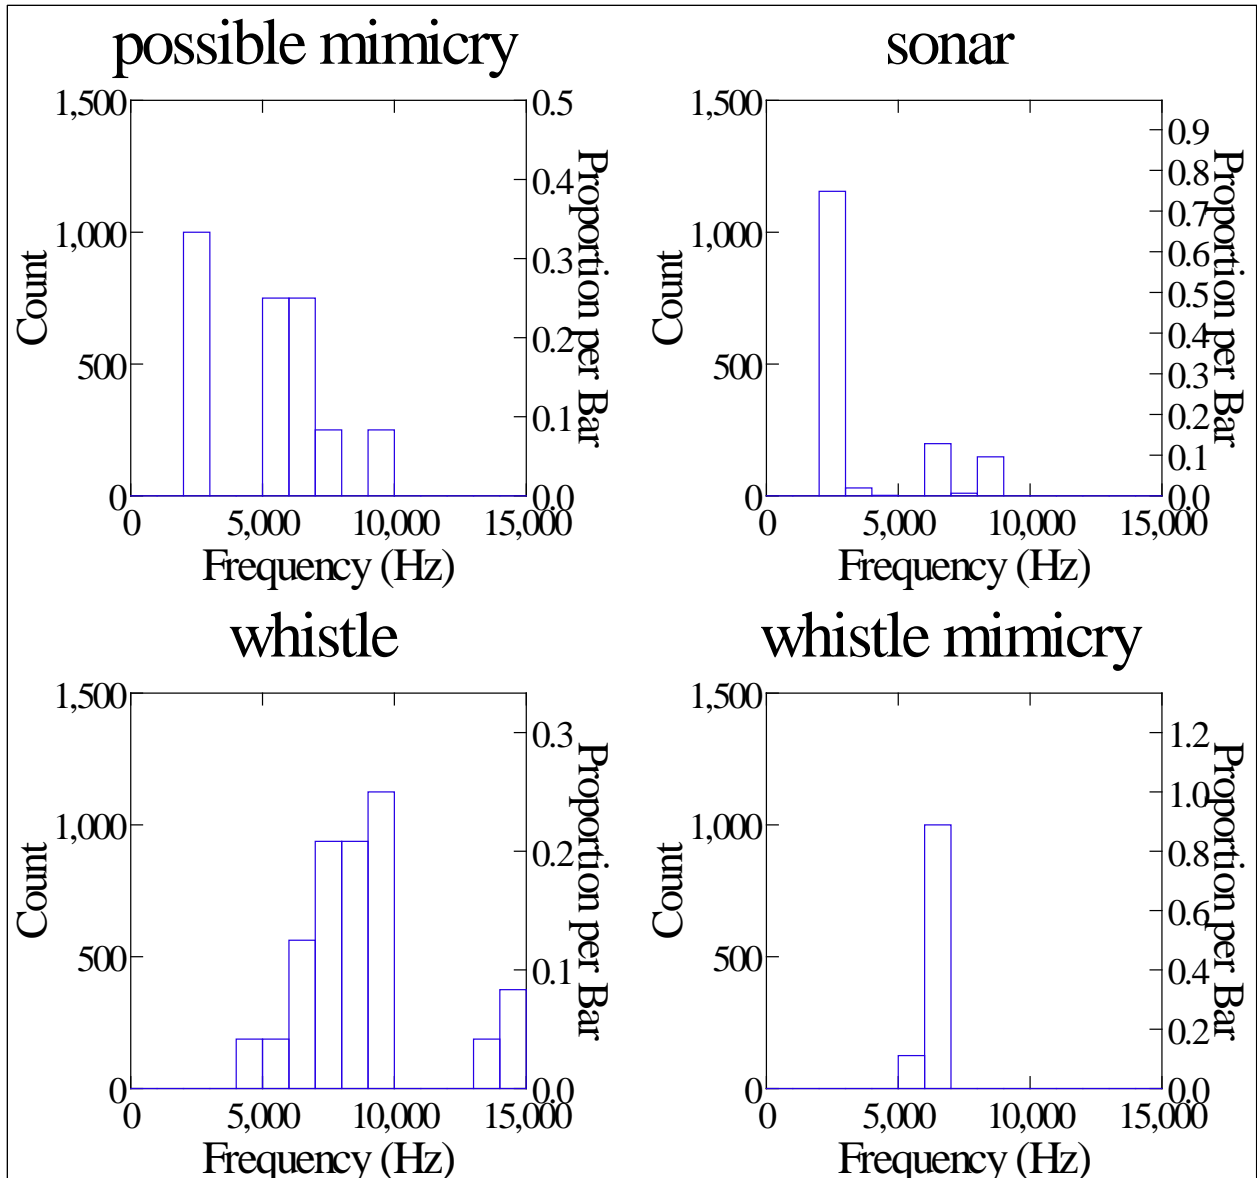 possible mimicry
1,500
1,000
500
0
Count
0.5
0.4
0.3
0.2
0.1
0.0
Proportion per Bar
0 5,000 10,000 15,000
Frequency (Hz)
sonar
1,500
1,000
500
0
Count
0.9
0.8
0.7
0.6
0.5
0.4
0.3
0.2
0.1
0.0
Proportion per Bar
0 5,000 10,000 15,000
Frequency (Hz)
whistle
1,500
1,000
500
0
Count
0.3
0.2
0.1
0.0
Proportion per Bar
0 5,000 10,000 15,000
Frequency (Hz)
whistle mimicry
1,500
1,000
500
0
Count
1.2
1.0
0.8
0.6
0.4
0.2
0.0
Proportion per Bar
0 5,000 10,000 15,000
Frequency (Hz)